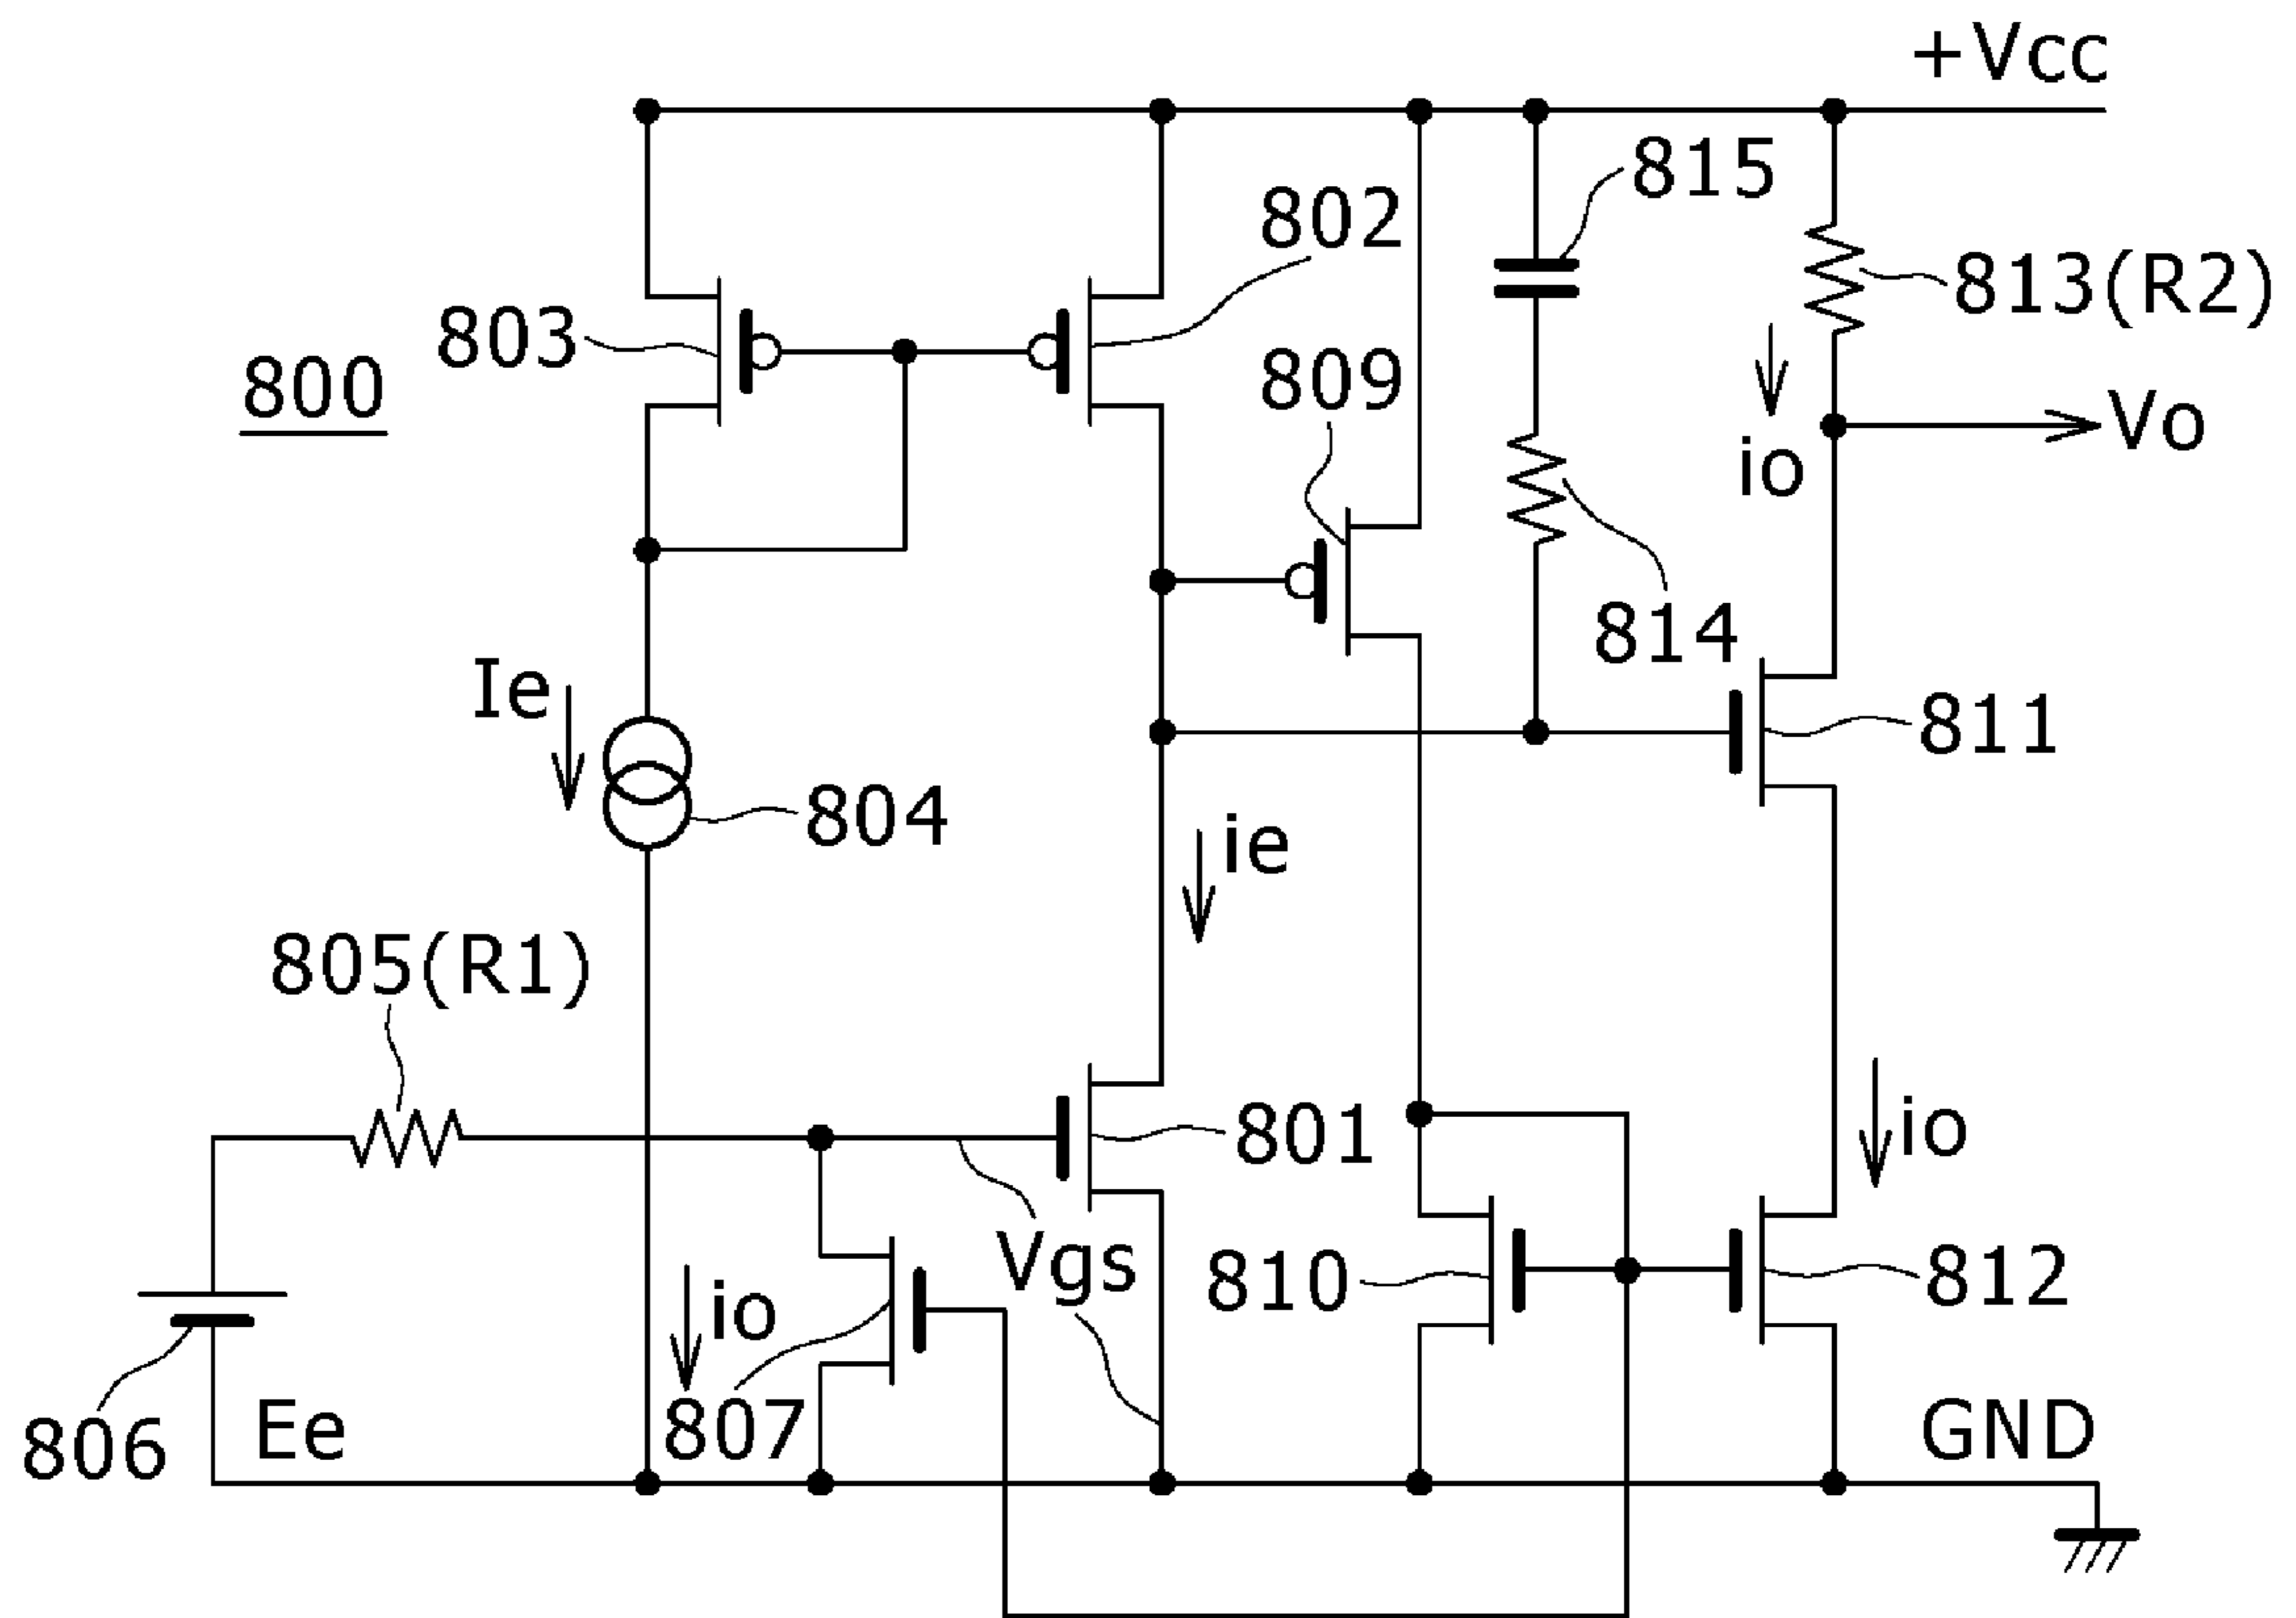 +Vcc
815
802
803
813(R2)
809
800
Vo
io
814
Ie
811
804
ie
805(R1)
801
io
Vgs
810
812
io
807
806
Ee
GND